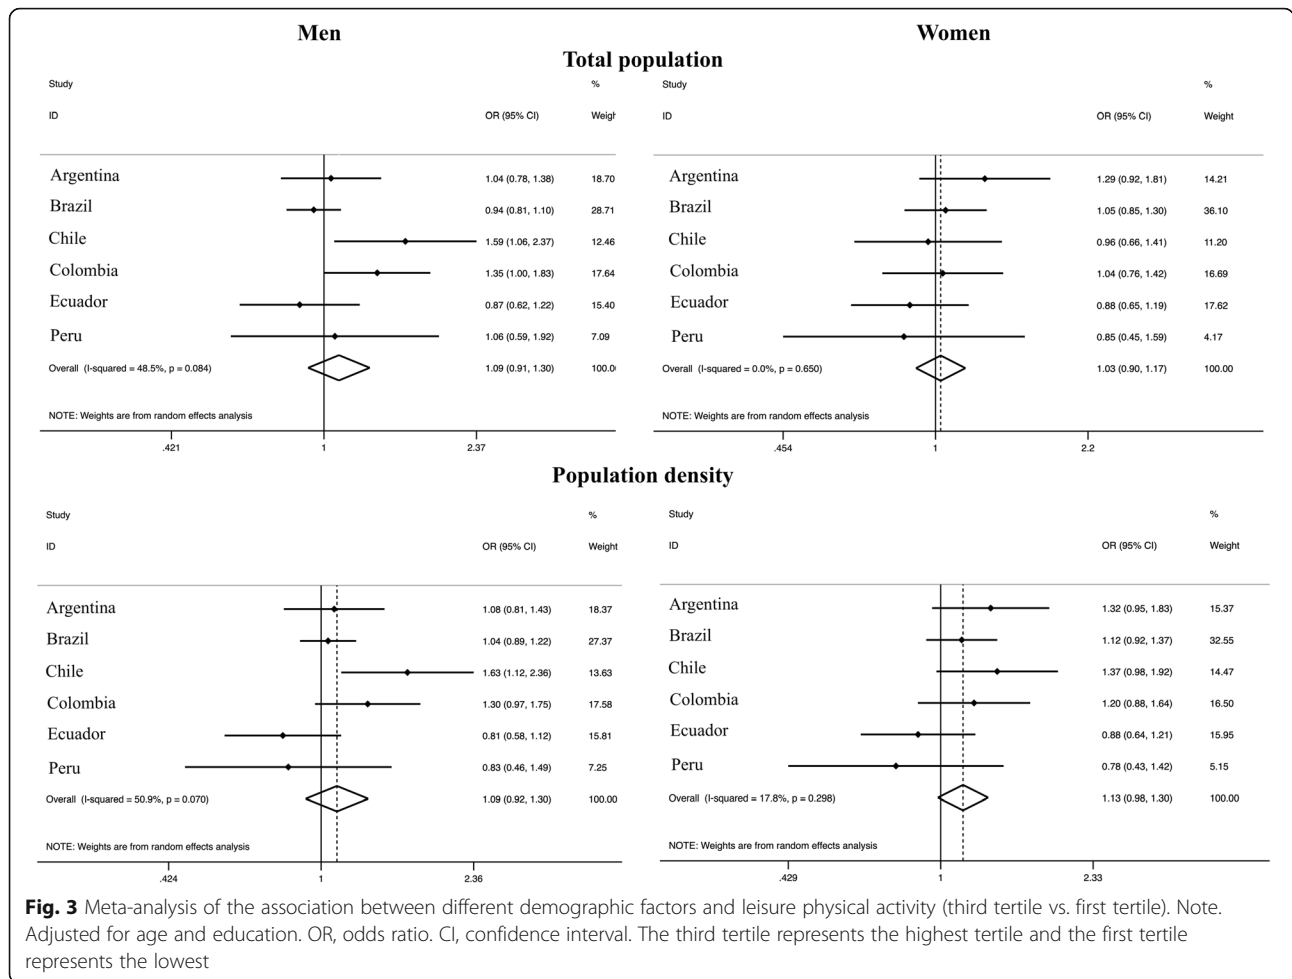 Men
Women
Total population
Study
%
ID
OR (95% CI)
Weigh
Argentina
1.04 (0.78, 1.38)
18.70
Brazil
0.94 (0.81, 1.10)
28.71
Chile
1.59 (1.06, 2.37)
12.46
Colombia
1.35 (1.00, 1.83)
17.64
Ecuador
0.87 (0.62, 1.22)
15.40
Peru
1.06 (0.59, 1.92)
7.09
Overall (I-squared = 48.5%, p = 0.084)
1.09 (0.91, 1.30)
100.0
NOTE: Weights are from random effects analysis
.421
1
2.37
Study
%
ID
OR (95% CI)
Weight
Argentina
1.29 (0.92, 1.81)
14.21
Brazil
1.05 (0.85, 1.30)
36.10
Chile
0.96 (0.66, 1.41)
11.20
Colombia
1.04 (0.76, 1.42)
16.69
Ecuador
0.88 (0.65, 1.19)
17.62
Peru
0.85 (0.45, 1.59)
4.17
Overall (I-squared = 0.0%, p = 0.650)
1.03 (0.90, 1.17)
100.00
NOTE: Weights are from random effects analysis
.454
1
2.2
Population density
Study
%
ID
OR (95% CI)
Weight
Argentina
1.08 (0.81, 1.43)
18.37
Brazil
1.04 (0.89, 1.22)
27.37
Chile
1.63 (1.12, 2.36)
13.63
Colombia
1.30 (0.97, 1.75)
17.58
Ecuador
0.81 (0.58, 1.12)
15.81
Peru
0.83 (0.46, 1.49)
7.25
Overall (I-squared = 50.9%, p = 0.070)
1.09 (0.92, 1.30)
100.00
NOTE: Weights are from random effects analysis
.424
1
2.36
Study
%
ID
OR (95% CI)
Weight
Argentina
1.32 (0.95, 1.83)
15.37
Brazil
1.12 (0.92, 1.37)
32.55
Chile
1.37 (0.98, 1.92)
14.47
Colombia
1.20 (0.88, 1.64)
16.50
Ecuador
0.88 (0.64, 1.21)
15.95
Peru
0.78 (0.43, 1.42)
5.15
Overall (I-squared = 17.8%, p = 0.298)
1.13 (0.98, 1.30)
100.00
NOTE: Weights are from random effects analysis
.429
1
2.33
Fig. 3 Meta-analysis of the association between different demographic factors and leisure physical activity (third tertile vs. first tertile). Note.
Adjusted for age and education. OR, odds ratio. CI, confidence interval. The third tertile represents the highest tertile and the first tertile
represents the lowest